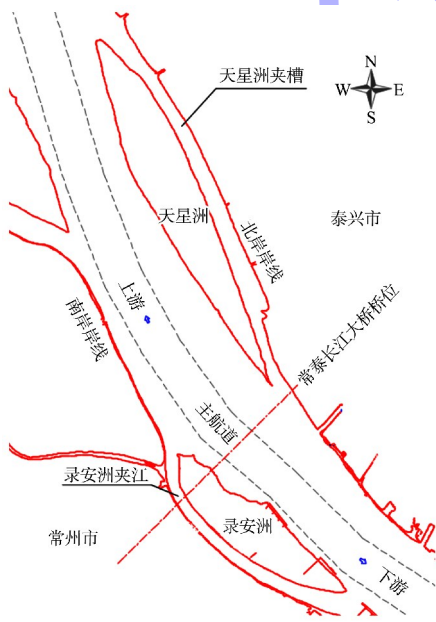 N
天星洲夹槽
W E
S
天星洲
北岸岸线
泰兴市
上游
南岸岸线
常泰长江大桥桥位
主航道
录安洲夹江
录安洲
常州市
下游